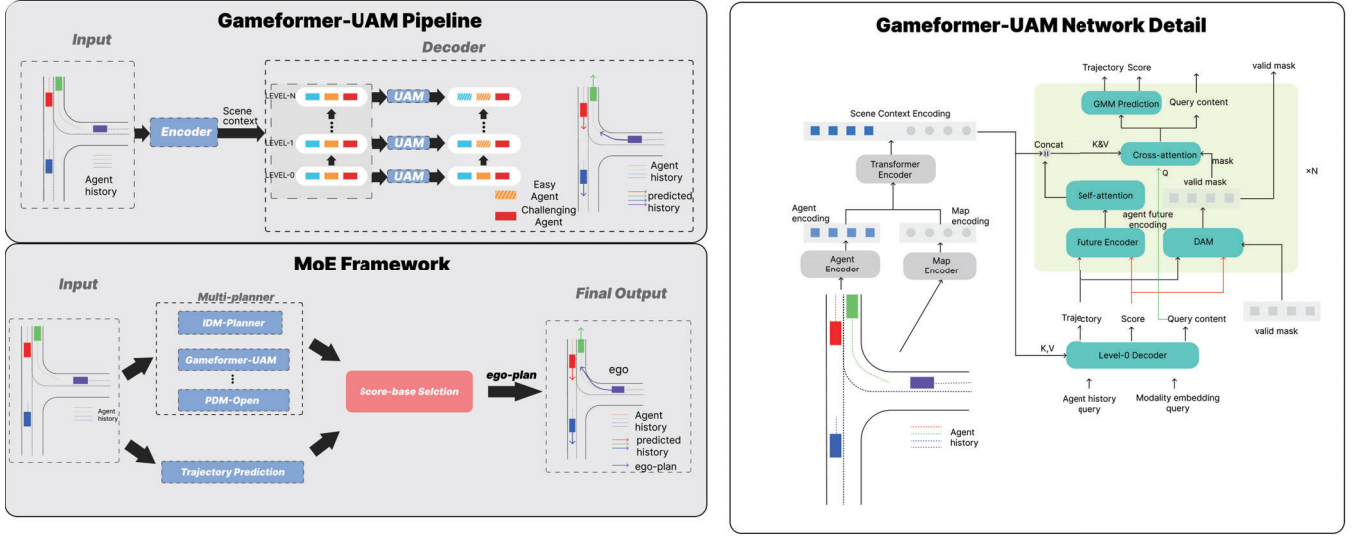 Gameformer-UAM Pipeline
Input
Decoder
Agent
history
Encoder
Scene
context
LEVEL-N
UAM
LEVEL-1
UAM
LEVEL-0
UAM
Easy
Agent
Challenging
Agent
Agent
history
predicted
history
MoE Framework
Input
Agent
history
Multi-planner
IDM-Planner
Gameformer-UAM
PDM-Open
Trajectory Prediction
Score-base Selction
ego-plan
Final Output
ego
Agent
history
predicted
history
ego-plan
Gameformer-UAM Network Detail
Scene Context Encoding
Transformer
Encoder
Agent
encoding
Map
encoding
Agent
Encoder
Map
Encoder
Agent
history
valid mask
Trajectory
Score
GMM Prediction
Query content
Concat
K&V
Cross-attention
mask
Q
valid mask
×N
Self-attention
agent future
encoding
Future Encoder
DAM
Trajectory
Score
Query content
valid mask
K,V
Level-0 Decoder
Agent history
query
Modality embedding
query